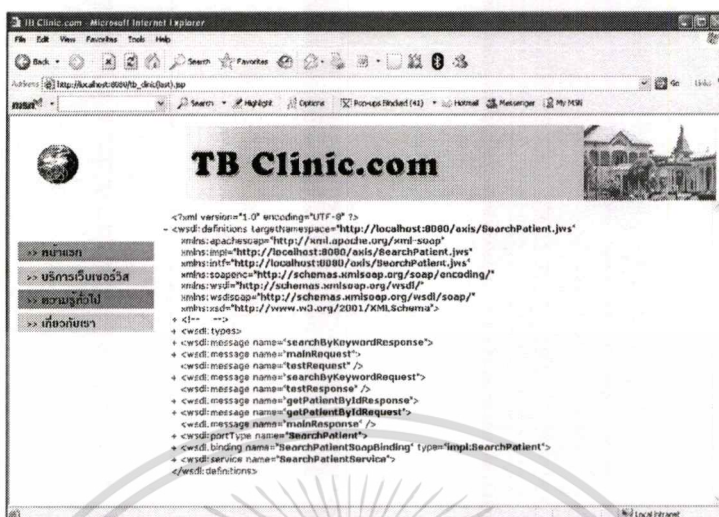 TB Clinic.com - Microsoft Internet Explorer
File Edit View Favorites Tools Help
Back Search Favorites
Address http://localhost:8080/tb_clinic(last).jsp Go Links
msn Search Highlight Options Pop-ups Blocked (41) Hotmail Messenger My MSN
TB Clinic.com
>> หน้าแรก
>> บริการเว็บเซอร์วิส
>> ความรู้ทั่วไป
>> เกี่ยวกับเรา
<?xml version="1.0" encoding="UTF-8" ?>
- <wsdl:definitions targetNamespace="http://localhost:8080/axis/SearchPatient.jws"
xmlns:apachesoap="http://xml.apache.org/xml-soap"
xmlns:impl="http://localhost:8080/axis/SearchPatient.jws"
xmlns:intf="http://localhost:8080/axis/SearchPatient.jws"
xmlns:soapenc="http://schemas.xmlsoap.org/soap/encoding/"
xmlns:wsdl="http://schemas.xmlsoap.org/wsdl/"
xmlns:wsdlsoap="http://schemas.xmlsoap.org/wsdl/soap/"
xmlns:xsd="http://www.w3.org/2001/XMLSchema">
+ <!-- -->
+ <wsdl:types>
+ <wsdl:message name="searchByKeywordResponse">
+ <wsdl:message name="mainRequest">
<wsdl:message name="testRequest" />
+ <wsdl:message name="searchByKeywordRequest">
<wsdl:message name="testResponse" />
+ <wsdl:message name="getPatientByIdResponse">
+ <wsdl:message name="getPatientByIdRequest">
<wsdl:message name="mainResponse" />
+ <wsdl:portType name="SearchPatient">
+ <wsdl:binding name="SearchPatientSoapBinding" type="impl:SearchPatient">
+ <wsdl:service name="SearchPatientService">
</wsdl:definitions>
Local intranet